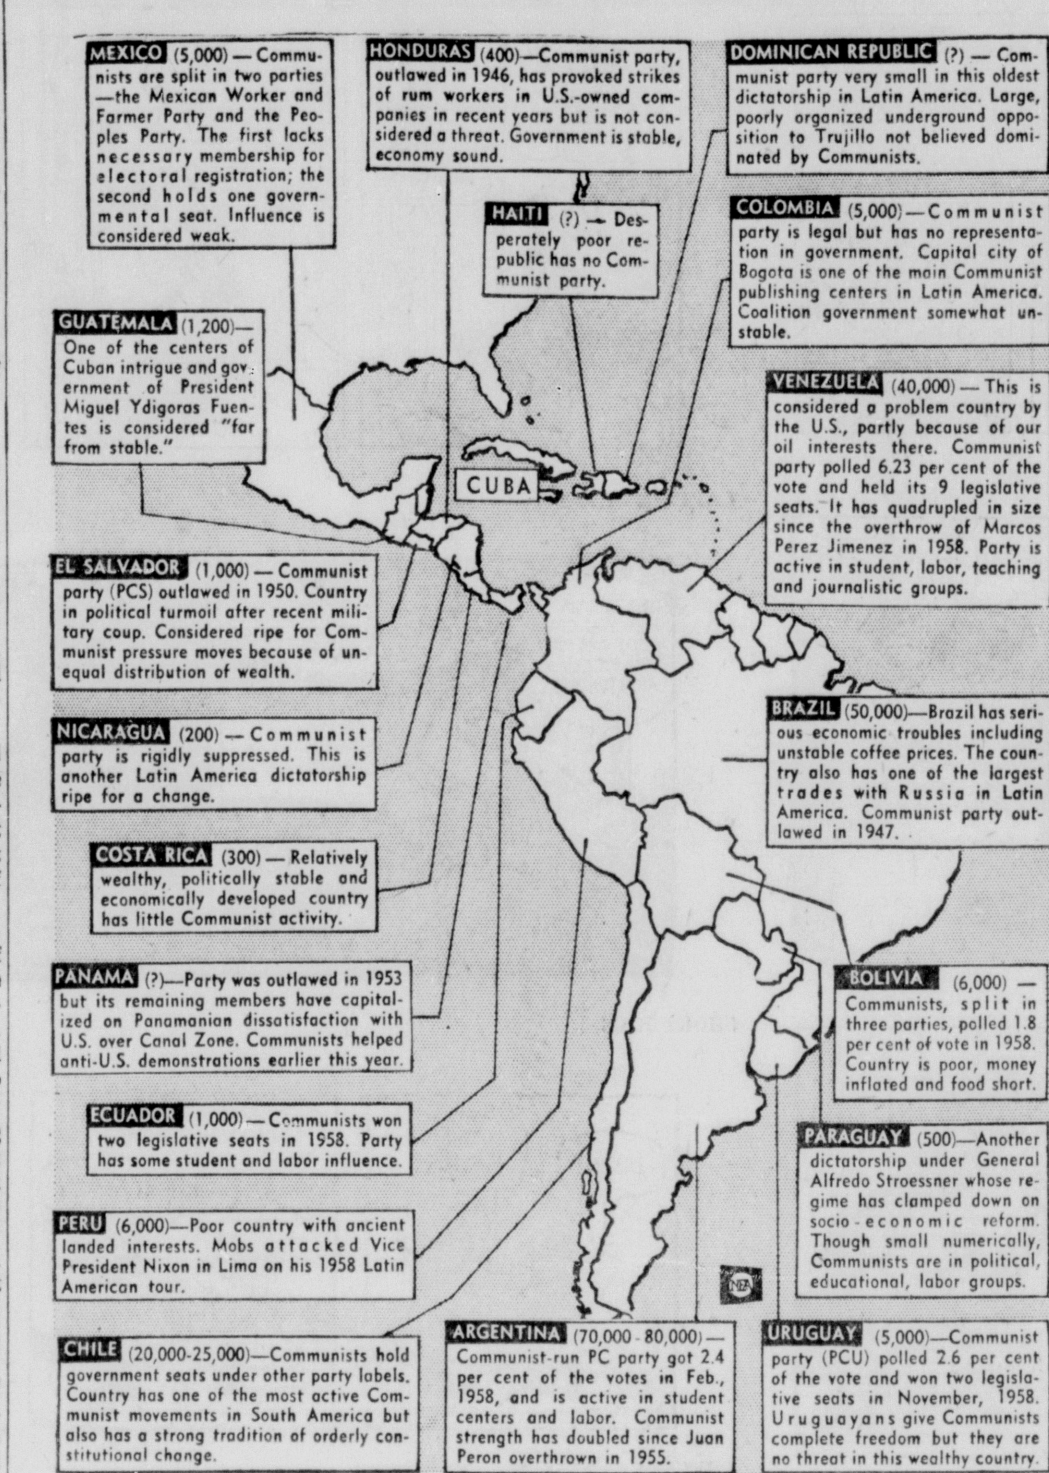 MEXICO (5,000) — Commu-
nists are split in two parties
—the Mexican Worker and
Farmer Party and the Peo-
ples Party. The first lacks
necessary membership for
electoral registration; the
second holds one govern-
mental seat. Influence is
considered weak.
HONDURAS (400)—Communist party,
outlawed in 1946, has provoked strikes
of rum workers in U.S.-owned com-
panies in recent years but is not con-
sidered a threat. Government is stable,
economy sound.
DOMINICAN REPUBLIC (?) — Com-
munist party very small in this oldest
dictatorship in Latin America. Large,
poorly organized underground oppo-
sition to Trujillo not believed domi-
nated by Communists.
HAITI (?) — Des-
perately poor re-
public has no Com-
munist party.
COLOMBIA (5,000)—Communist
party is legal but has no representa-
tion in government. Capital city of
Bogota is one of the main Communist
publishing centers in Latin America.
Coalition government somewhat un-
stable.
GUATEMALA (1,200)—
One of the centers of
Cuban intrigue and gov-
ernment of President
Miguel Ydigoras Fuen-
tes is considered "far
from stable."
VENEZUELA (40,000) — This is
considered a problem country by
the U.S., partly because of our
oil interests there. Communist
party polled 6.23 per cent of the
vote and held its 9 legislative
seats. It has quadrupled in size
since the overthrow of Marcos
Perez Jimenez in 1958. Party is
active in student, labor, teaching
and journalistic groups.
CUBA
EL SALVADOR (1,000) — Communist
party (PCS) outlawed in 1950. Country
in political turmoil after recent mili-
tary coup. Considered ripe for Com-
munist pressure moves because of un-
equal distribution of wealth.
NICARAGUA (200) — Communist
party is rigidly suppressed. This is
another Latin America dictatorship
ripe for a change.
BRAZIL (50,000)—Brazil has seri-
ous economic troubles including
unstable coffee prices. The coun-
try also has one of the largest
trades with Russia in Latin
America. Communist party out-
lawed in 1947.
COSTA RICA (300) — Relatively
wealthy, politically stable and
economically developed country
has little Communist activity.
PANAMA (?)—Party was outlawed in 1953
but its remaining members have capital-
ized on Panamanian dissatisfaction with
U.S. over Canal Zone. Communists helped
anti-U.S. demonstrations earlier this year.
BOLIVIA (6,000) —
Communists, split in
three parties, polled 1.8
per cent of vote in 1958.
Country is poor, money
inflated and food short.
ECUADOR (1,000) — Communists won
two legislative seats in 1958. Party
has some student and labor influence.
PARAGUAY (500)—Another
dictatorship under General
Alfredo Stroessner whose re-
gime has clamped down on
socio-economic reform.
Though small numerically,
Communists are in political,
educational, labor groups.
PERU (6,000)—Poor country with ancient
landed interests. Mobs attacked Vice
President Nixon in Lima on his 1958 Latin
American tour.
NEA
CHILE (20,000-25,000)—Communists hold
government seats under other party labels.
Country has one of the most active Com-
munist movements in South America but
also has a strong tradition of orderly con-
stitutional change.
ARGENTINA (70,000 - 80,000) —
Communist-run PC party got 2.4
per cent of the votes in Feb.,
1958, and is active in student
centers and labor. Communist
strength has doubled since Juan
Peron overthrown in 1955.
URUGUAY (5,000)—Communist
party (PCU) polled 2.6 per cent
of the vote and won two legisla-
tive seats in November, 1958.
Uruguayans give Communists
complete freedom but they are
no threat in this wealthy country.